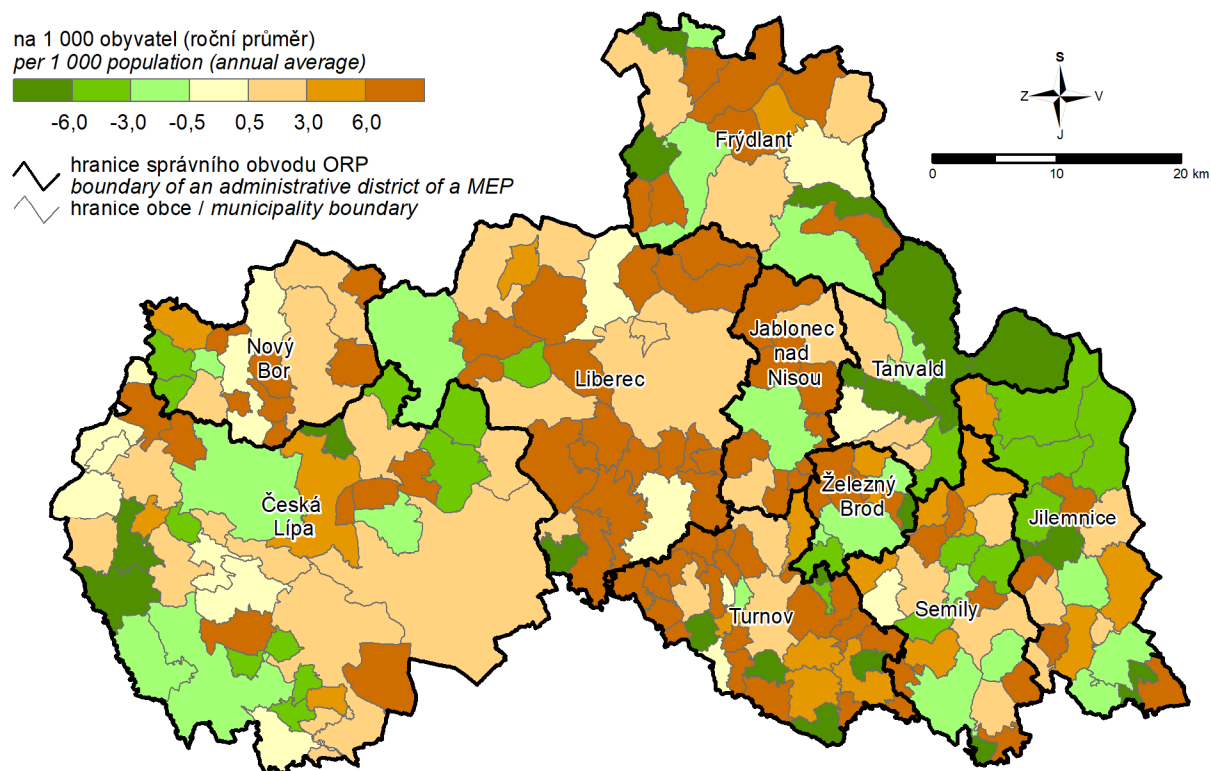 na 1 000 obyvatel (roční průměr)
per 1 000 population (annual average)
-6,0 -3,0 -0,5 0,5 3,0 6,0
hranice správního obvodu ORP
boundary of an administrative district of a MEP
hranice obce / municipality boundary
S
Z V
J
0 10 20 km
Frýdlant
Nový
Bor
Liberec
Jablonec
nad
Nisou
Tanvald
Česká
Lípa
Železný
Brod
Jilemnice
Turnov
Semily